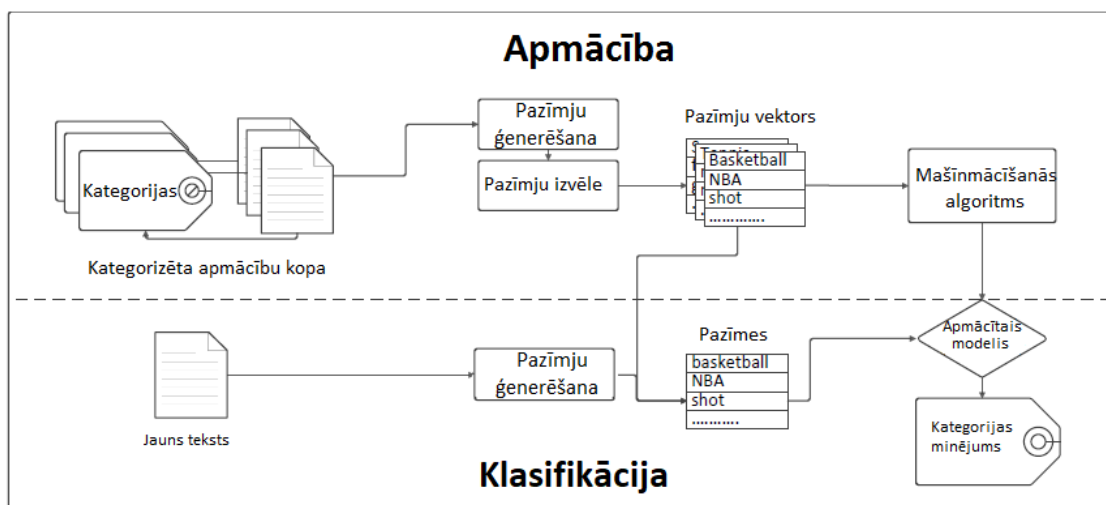 Apmācība
Kategorijas
Kategorizēta apmācību kopa
Pazīmju
ģenerēšana
Pazīmju izvēle
Pazīmju vektors
Basketball
NBA
shot
………….
Mašīnmācīšanās
algoritms
Jauns teksts
Pazīmju
ģenerēšana
Pazīmes
basketball
NBA
shot
………..
Apmācītais
modelis
Kategorijas
minējums
Klasifikācija